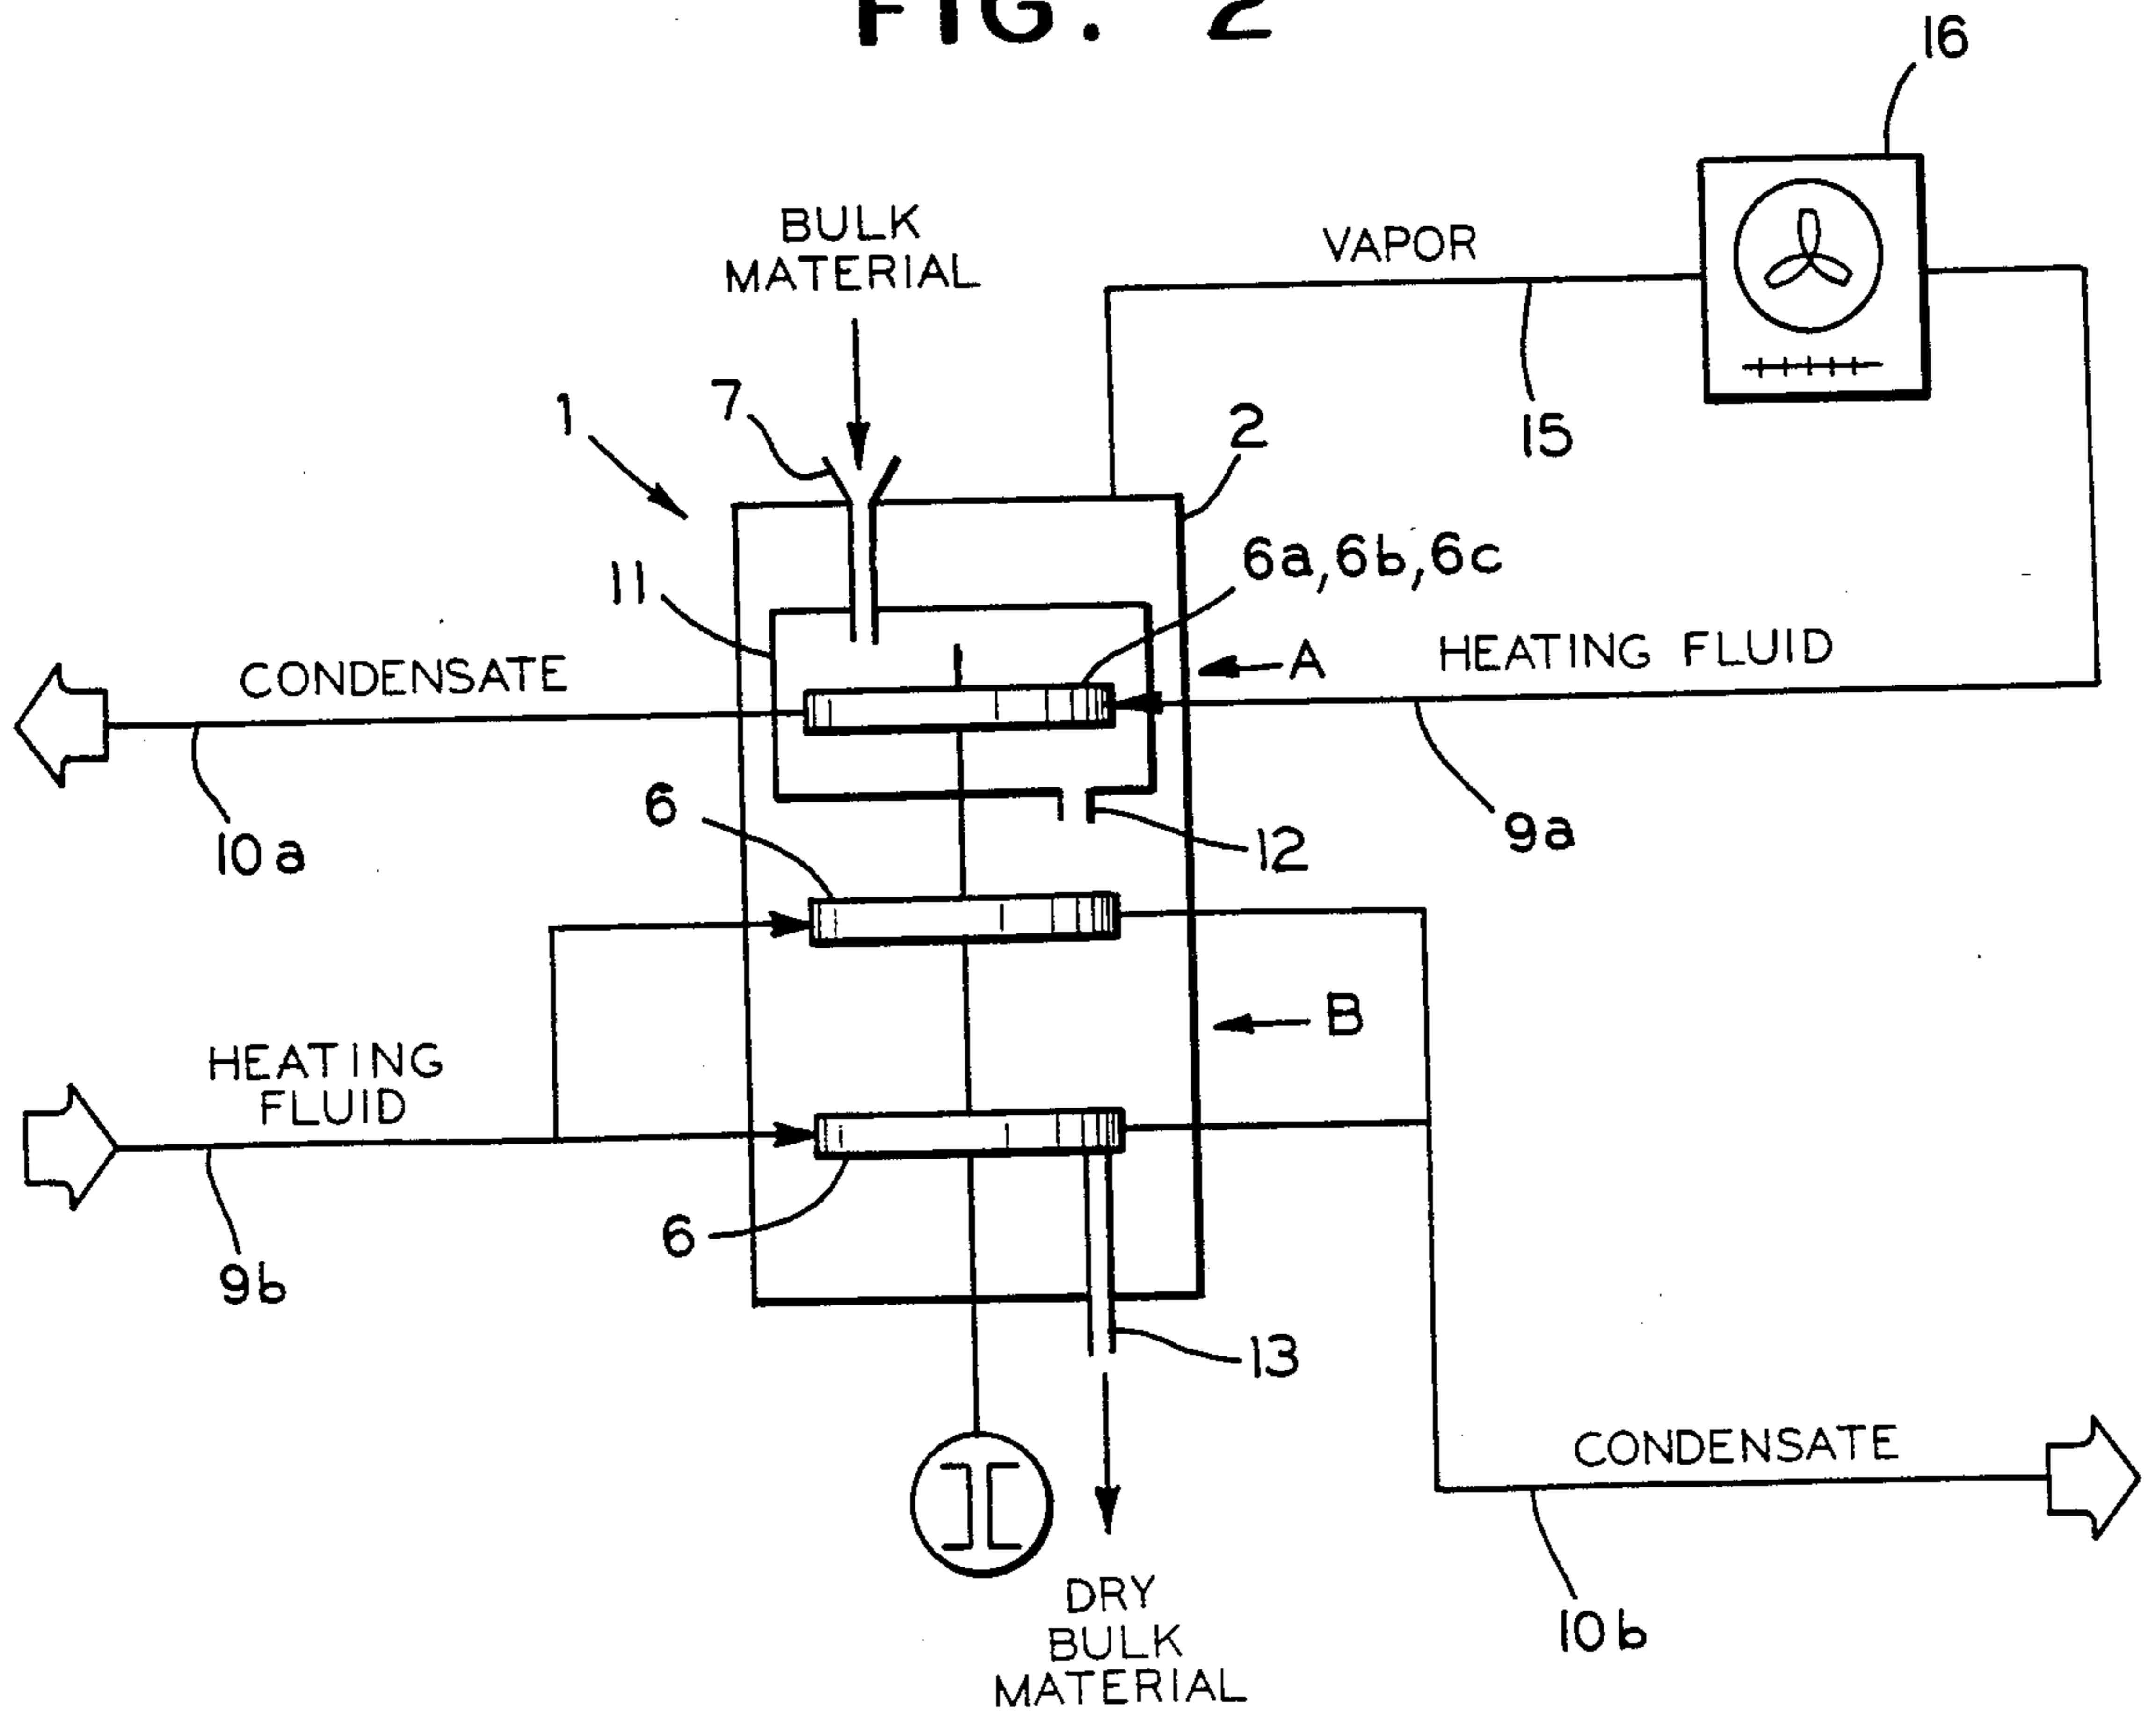 FIG. 2
16
BULK
MATERIAL
VAPOR
15
7
1
2
6a, 6b, 6c
11
A
HEATING FLUID
CONDENSATE
6
12
9a
10a
B
HEATING
FLUID
6
9b
13
CONDENSATE
DRY
BULK
MATERIAL
10b